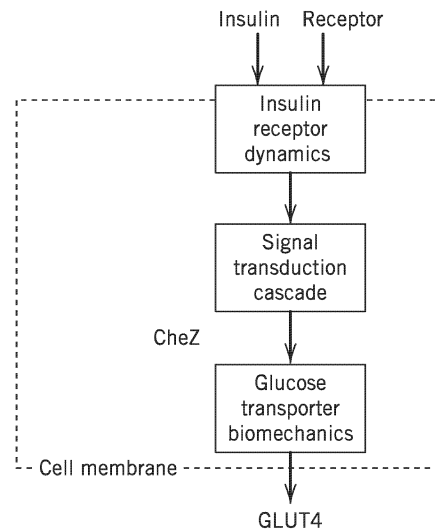 Insulin Receptor
Insulin
receptor
dynamics
Signal
transduction
cascade
CheZ
Glucose
transporter
biomechanics
Cell membrane
GLUT4